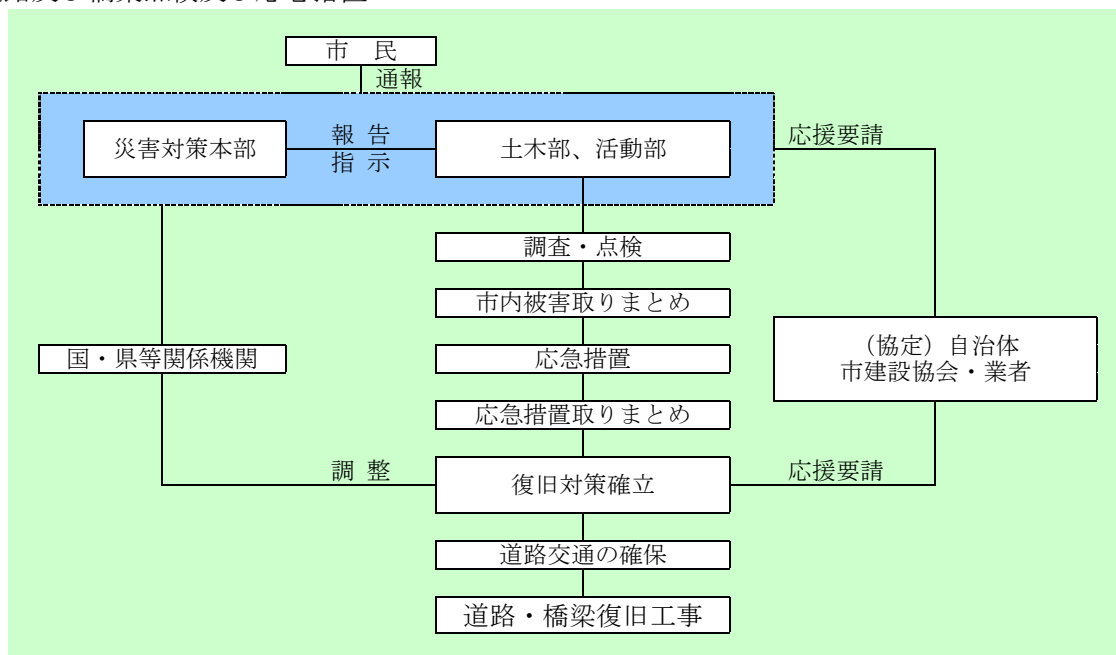 市　民
通報
災害対策本部
報 告
指 示
土木部、活動部
応援要請
調査・点検
市内被害取りまとめ
国・県等関係機関
応急措置
（協定）自治体
市建設協会・業者
応急措置取りまとめ
調 整
復旧対策確立
応援要請
道路交通の確保
道路・橋梁復旧工事